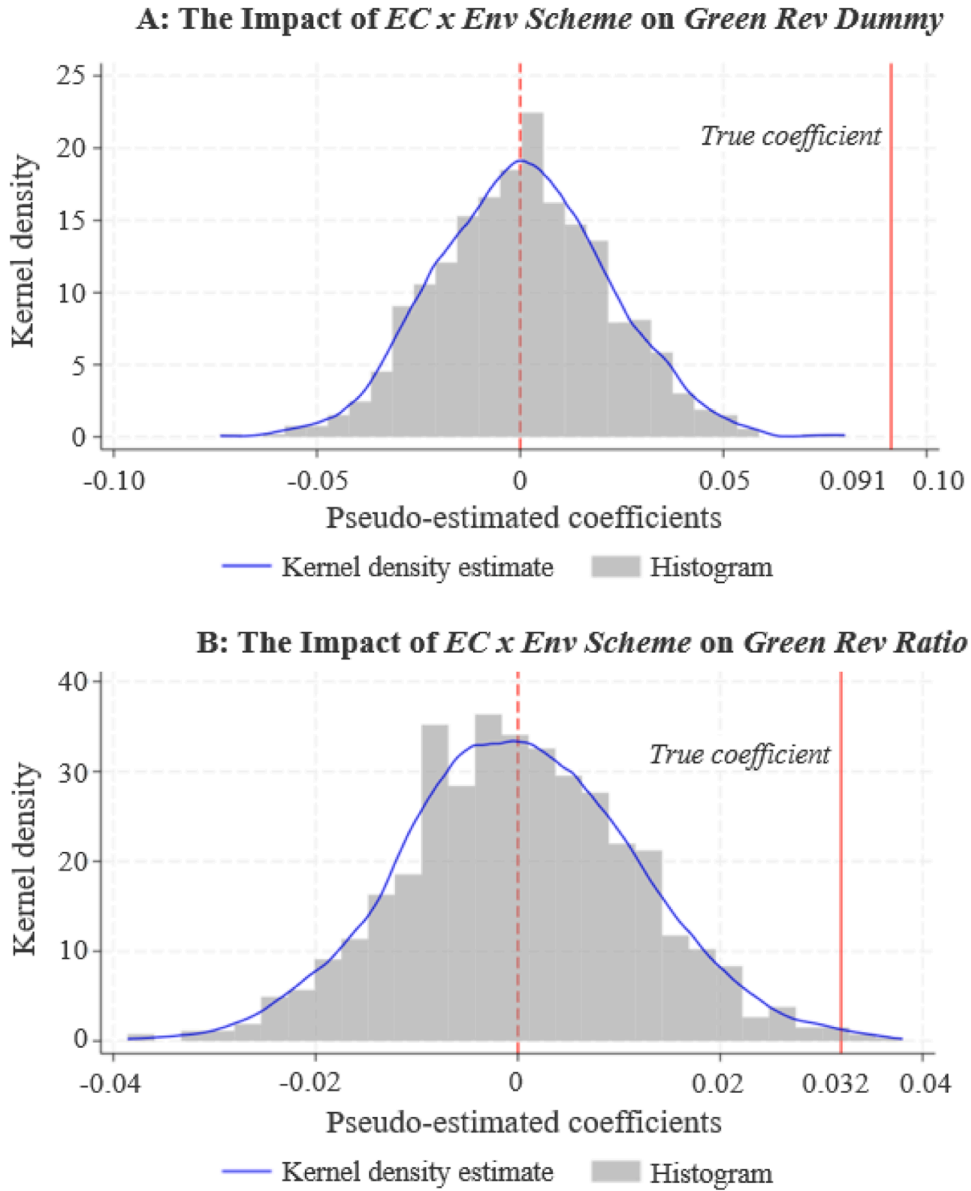 A: The Impact of EC x Env Scheme on Green Rev Dummy
25
20
15
10
5
0
Kernel density
True coefficient
-0.10
-0.05
0
0.05
0.091
0.10
Pseudo-estimated coefficients
Kernel density estimate
Histogram
B: The Impact of EC x Env Scheme on Green Rev Ratio
40
30
20
10
0
Kernel density
True coefficient
-0.04
-0.02
0
0.02
0.032
0.04
Pseudo-estimated coefficients
Kernel density estimate
Histogram